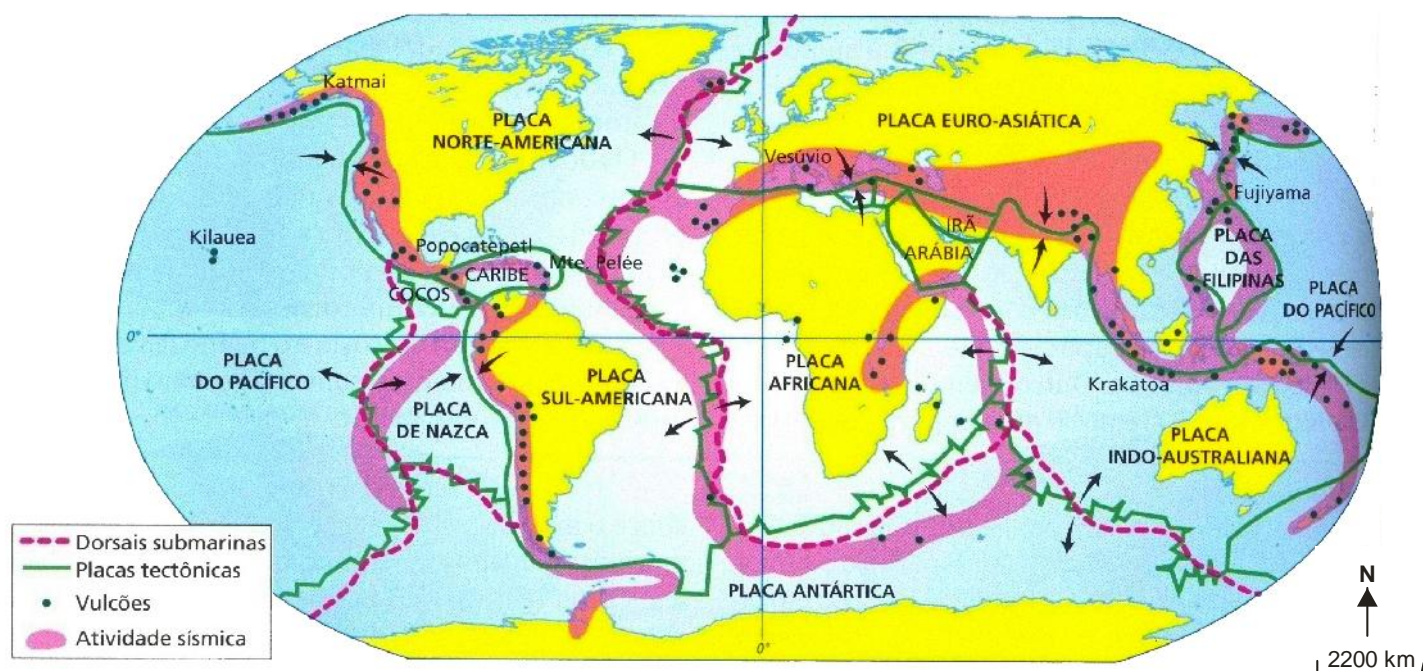 Katmai
PLACA
NORTE-AMERICANA
PLACA EURO-ASIÁTICA
Vesúvio
Fujiyama
Kilauea
Popocatepetl
CARIBE
Mte. Pelée
COCOS
IRÃ
ARÁBIA
PLACA
DAS
FILIPINAS
PLACA
DO PACÍFICO
0°
PLACA
DO PACÍFICO
PLACA
DE NAZCA
PLACA
SUL-AMERICANA
PLACA
AFRICANA
Krakatoa
PLACA
INDO-AUSTRALIANA
PLACA ANTÁRTICA
0°
Dorsais submarinas
Placas tectônicas
Vulcões
Atividade sísmica
N
2200 km